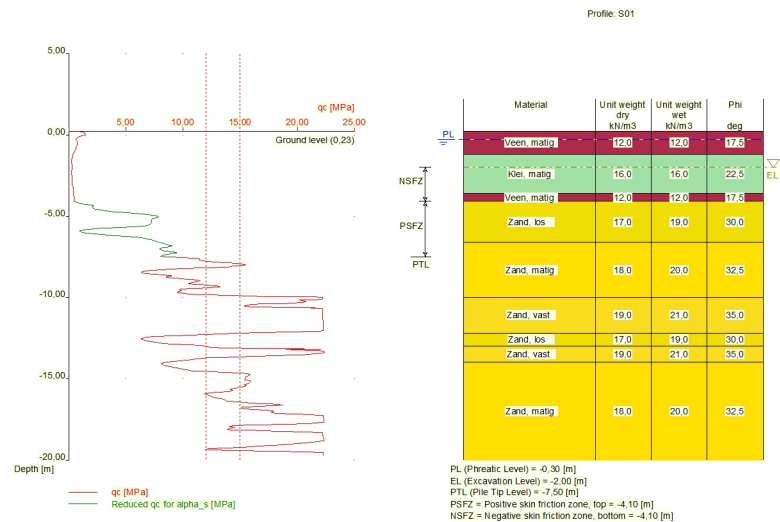 Profile: S01
5,00
qc [MPa]
5,00 10,00 15,00 20,00 25,00
0,00
Ground level (0,23)
-5,00
-10,00
-15,00
-20,00
Depth [m]
qc [MPa]
Reduced qc for alpha_s [MPa]
Material Unit weight dry kN/m3 Unit weight wet kN/m3 Phi deg
PL
Veen, matig 12,0 12,0 17,5
EL
NSFZ
Klei, matig 16,0 16,0 22,5
Veen, matig 12,0 12,0 17,5
PSFZ
Zand, los 17,0 19,0 30,0
PTL
Zand, matig 18,0 20,0 32,5
Zand, vast 19,0 21,0 35,0
Zand, los 17,0 19,0 30,0
Zand, vast 19,0 21,0 35,0
Zand, matig 18,0 20,0 32,5
PL (Phreatic Level) = -0,30 [m]
EL (Excavation Level) = -2,00 [m]
PTL (Pile Tip Level) = -7,50 [m]
PSFZ = Positive skin friction zone, top = -4,10 [m]
NSFZ = Negative skin friction zone, bottom = -4,10 [m]